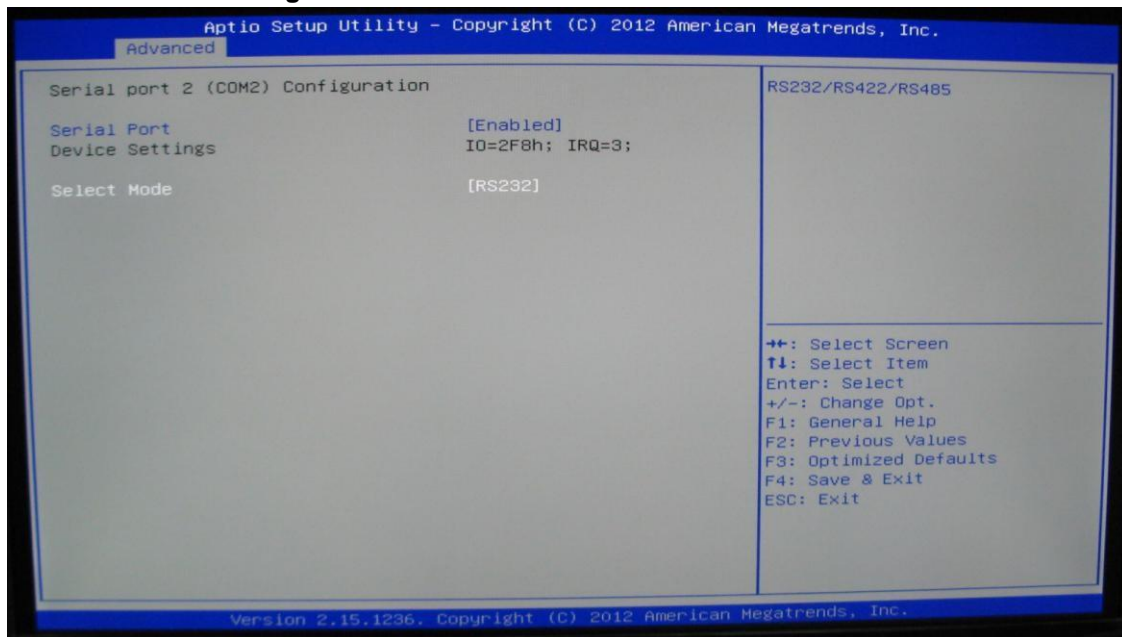 Aptio Setup Utility – Copyright (C) 2012 American Megatrends, Inc.
Advanced
Serial port 2 (COM2) Configuration
Serial Port [Enabled]
Device Settings IO=2F8h; IRQ=3;
Select Mode [RS232]
RS232/RS422/RS485
→←: Select Screen
↑↓: Select Item
Enter: Select
+/-: Change Opt.
F1: General Help
F2: Previous Values
F3: Optimized Defaults
F4: Save & Exit
ESC: Exit
Version 2.15.1236. Copyright (C) 2012 American Megatrends, Inc.